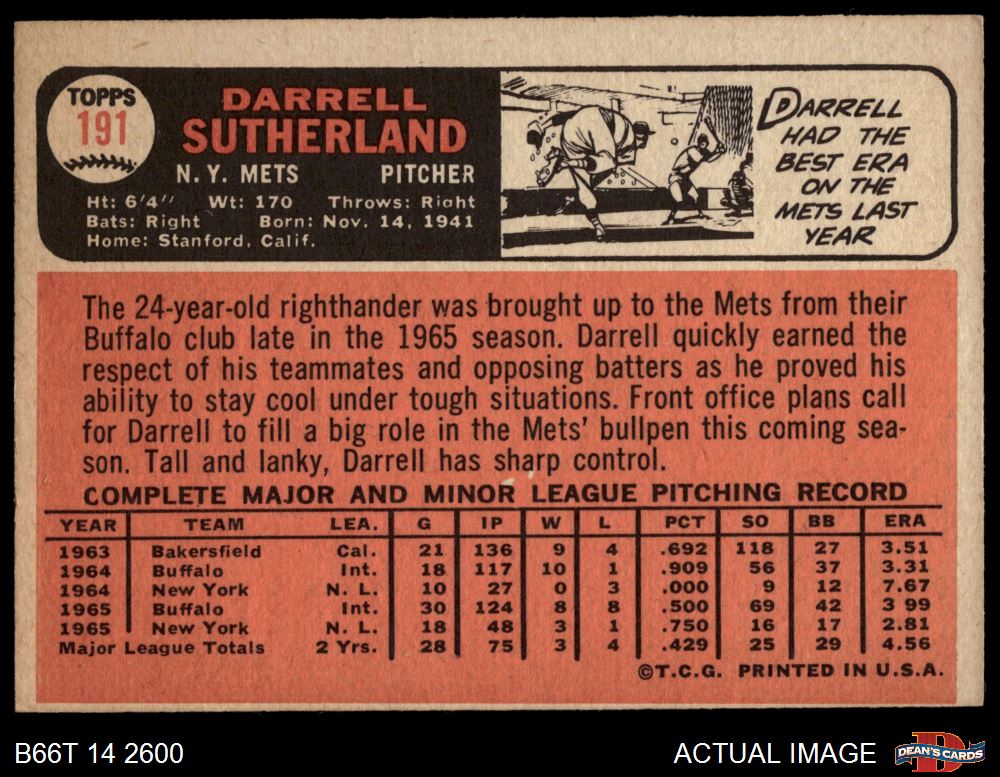 TOPPS
191
DARRELL
SUTHERLAND
N. Y. METS PITCHER
Ht: 6'4" Wt: 170 Throws: Right
Bats: Right Born: Nov. 14, 1941
Home: Stanford, Calif.
DARRELL
HAD THE
BEST ERA
ON THE
METS LAST
YEAR
The 24-year-old righthander was brought up to the Mets from their
Buffalo club late in the 1965 season. Darrell quickly earned the
respect of his teammates and opposing batters as he proved his
ability to stay cool under tough situations. Front office plans call
for Darrell to fill a big role in the Mets' bullpen this coming sea-
son. Tall and lanky, Darrell has sharp control.
COMPLETE MAJOR AND MINOR LEAGUE PITCHING RECORD
YEAR TEAM LEA. G IP W L PCT SO BB ERA
1963 Bakersfield Cal. 21 136 9 4 .692 118 27 3.51
1964 Buffalo Int. 18 117 10 1 .909 56 37 3.31
1964 New York N. L. 10 27 0 3 .000 9 12 7.67
1965 Buffalo Int. 30 124 8 8 .500 69 42 3 99
1965 New York N. L. 18 48 3 1 .750 16 17 2.81
Major League Totals 2 Yrs. 28 75 3 4 .429 25 29 4.56
©T.C.G. PRINTED IN U.S.A.
B66T 14 2600 ACTUAL IMAGE DEAN'S CARDS